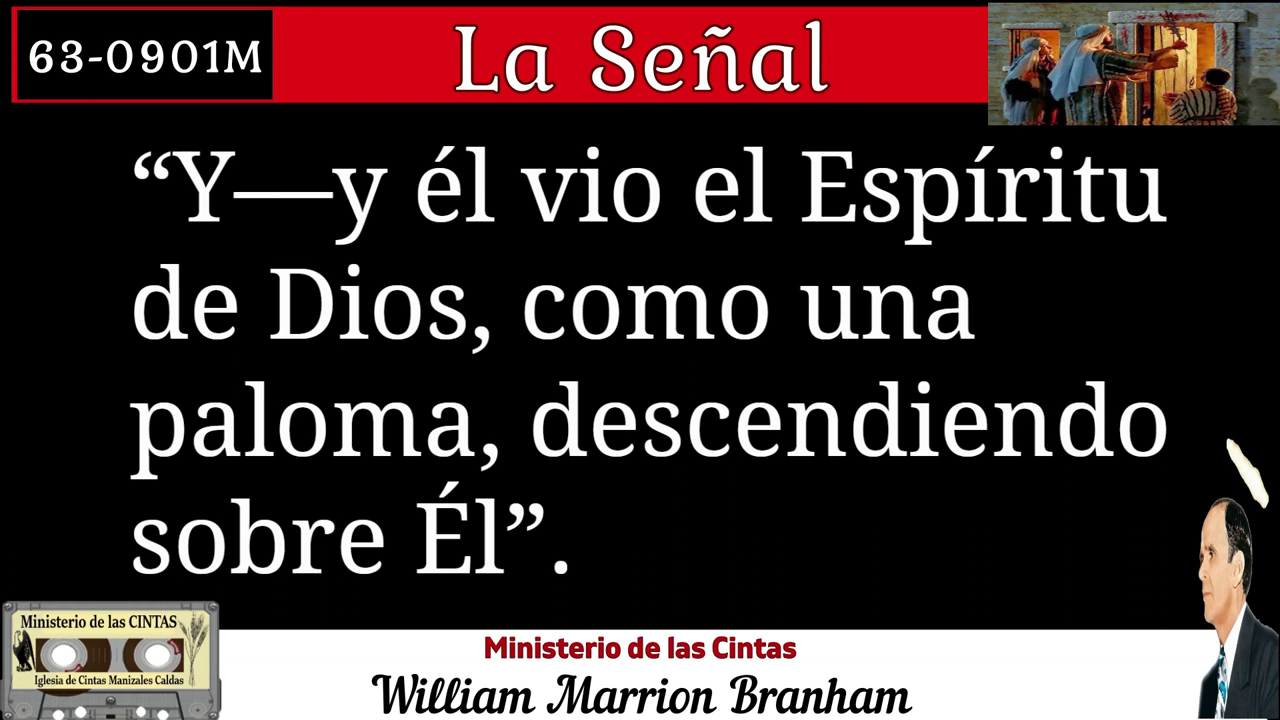 63-0901M
La Señal
“Y—y él vio el Espíritu
de Dios, como una
paloma, descendiendo
sobre Él”.
Ministerio de las CINTAS
Iglesia de Cintas Manizales Caldas
Ministerio de las Cintas
William Marrion Branham